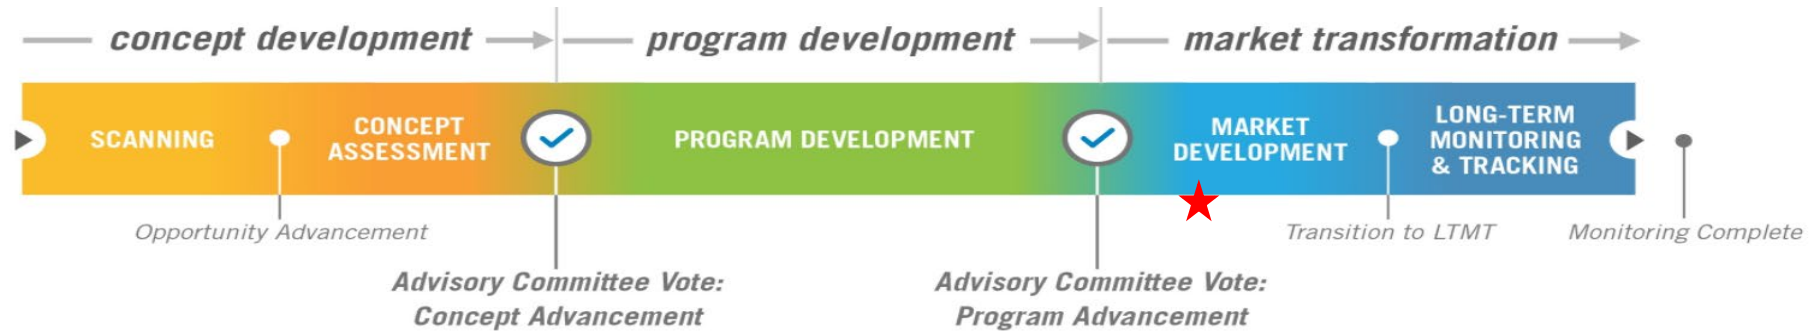 concept development
program development
market transformation
SCANNING
CONCEPT
ASSESSMENT
PROGRAM DEVELOPMENT
MARKET
DEVELOPMENT
LONG-TERM
MONITORING
& TRACKING
Opportunity Advancement
Transition to LTMT
Monitoring Complete
Advisory Committee Vote:
Concept Advancement
Advisory Committee Vote:
Program Advancement